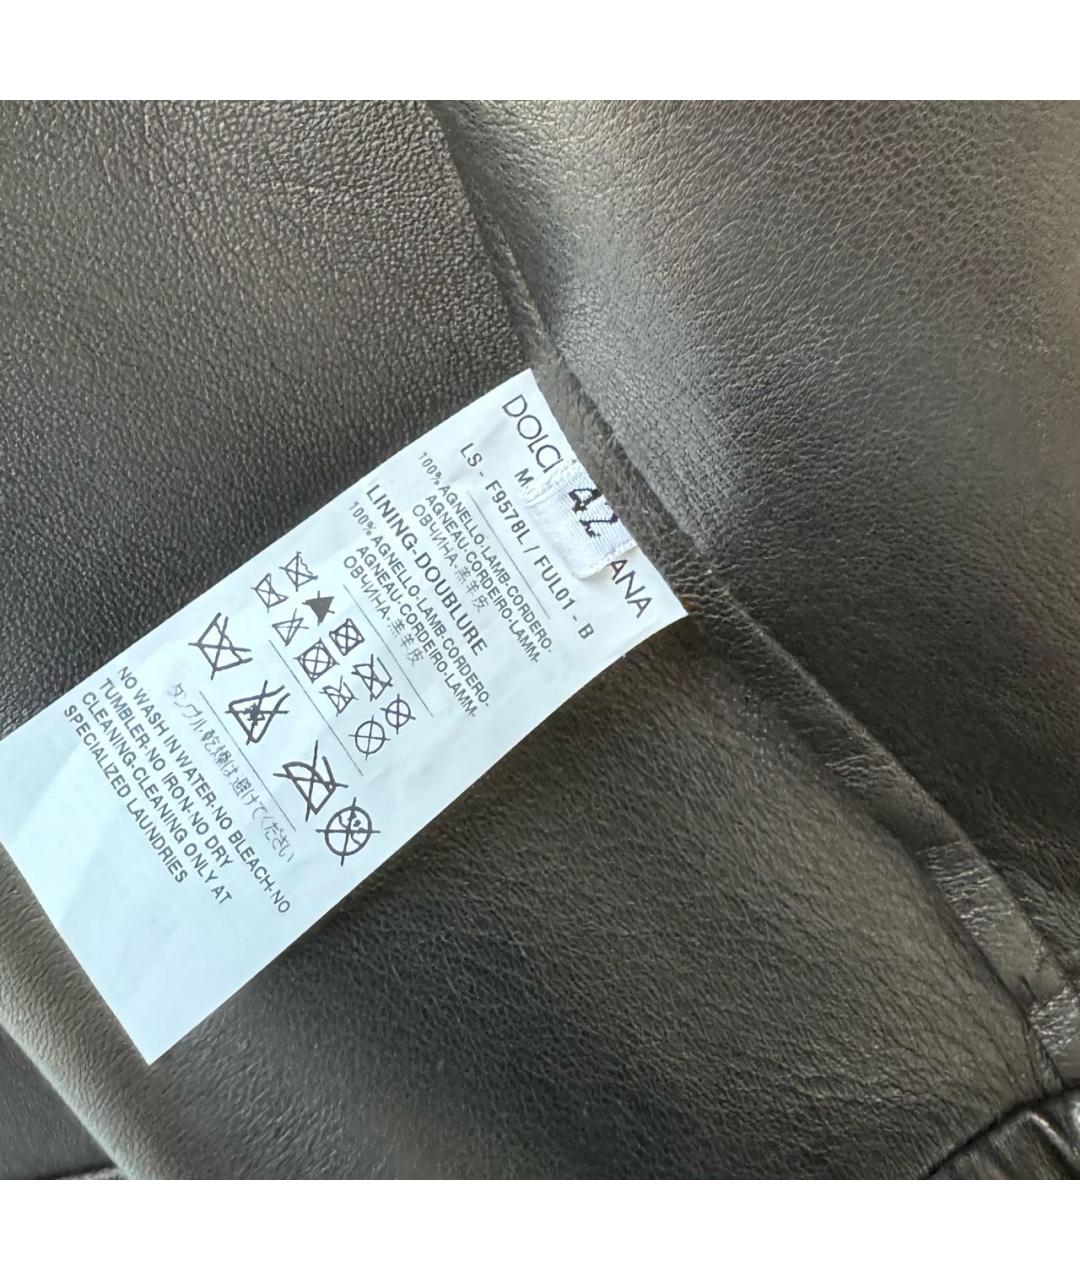 DOLC
ANA
42
LS - F9578L / FUL01 - B
100% AGNELLO-LAMB-CORDERO-
AGNEAU-CORDEIRO-LAMM-
ОВЧИНА-羔羊皮
LINING-DOUBLURE
100% AGNELLO-LAMB-CORDERO-
AGNEAU-CORDEIRO-LAMM-
ОВЧИНА-羔羊皮
タンブル乾燥は避けてください
NO WASH IN WATER-NO BLEACH-NO
TUMBLER-NO IRON-NO DRY
CLEANING-CLEANING ONLY AT
SPECIALIZED LAUNDRIES